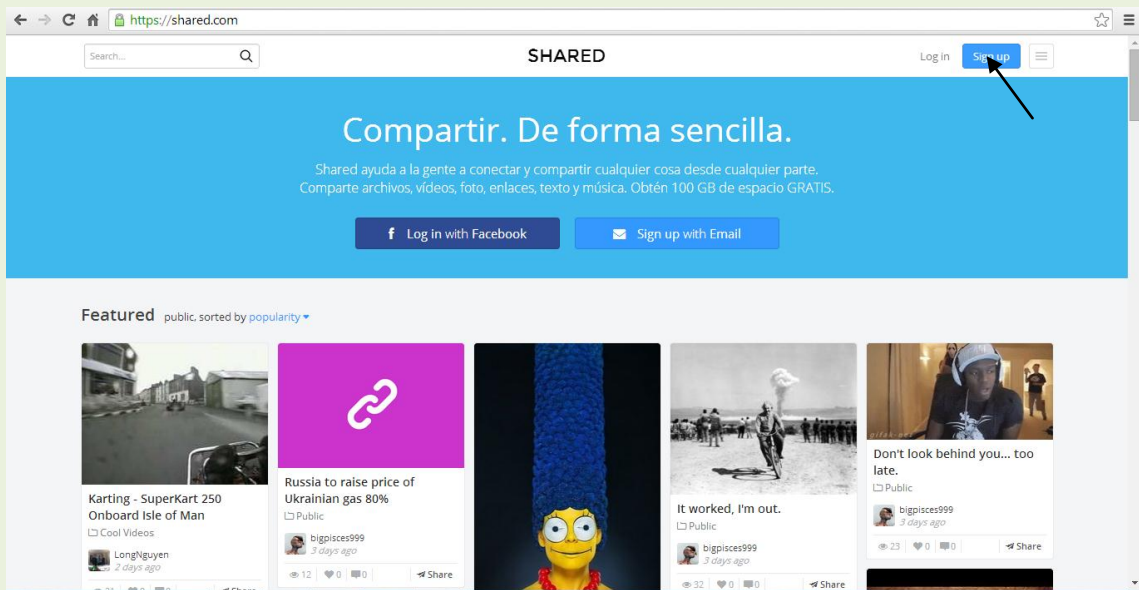 https://shared.com
Search...
SHARED
Log in
Sign up
Compartir. De forma sencilla.
Shared ayuda a la gente a conectar y compartir cualquier cosa desde cualquier parte.
Comparte archivos, vídeos, foto, enlaces, texto y música. Obtén 100 GB de espacio GRATIS.
f Log in with Facebook
Sign up with Email
Featured public, sorted by popularity
Karting - SuperKart 250
Onboard Isle of Man
Cool Videos
LongNguyen
2 days ago
Share
Russia to raise price of
Ukrainian gas 80%
Public
bigpisces999
3 days ago
12 0 0 Share
It worked, I'm out.
Public
bigpisces999
3 days ago
32 0 0 Share
Don't look behind you... too
late.
Public
bigpisces999
3 days ago
23 0 0 Share